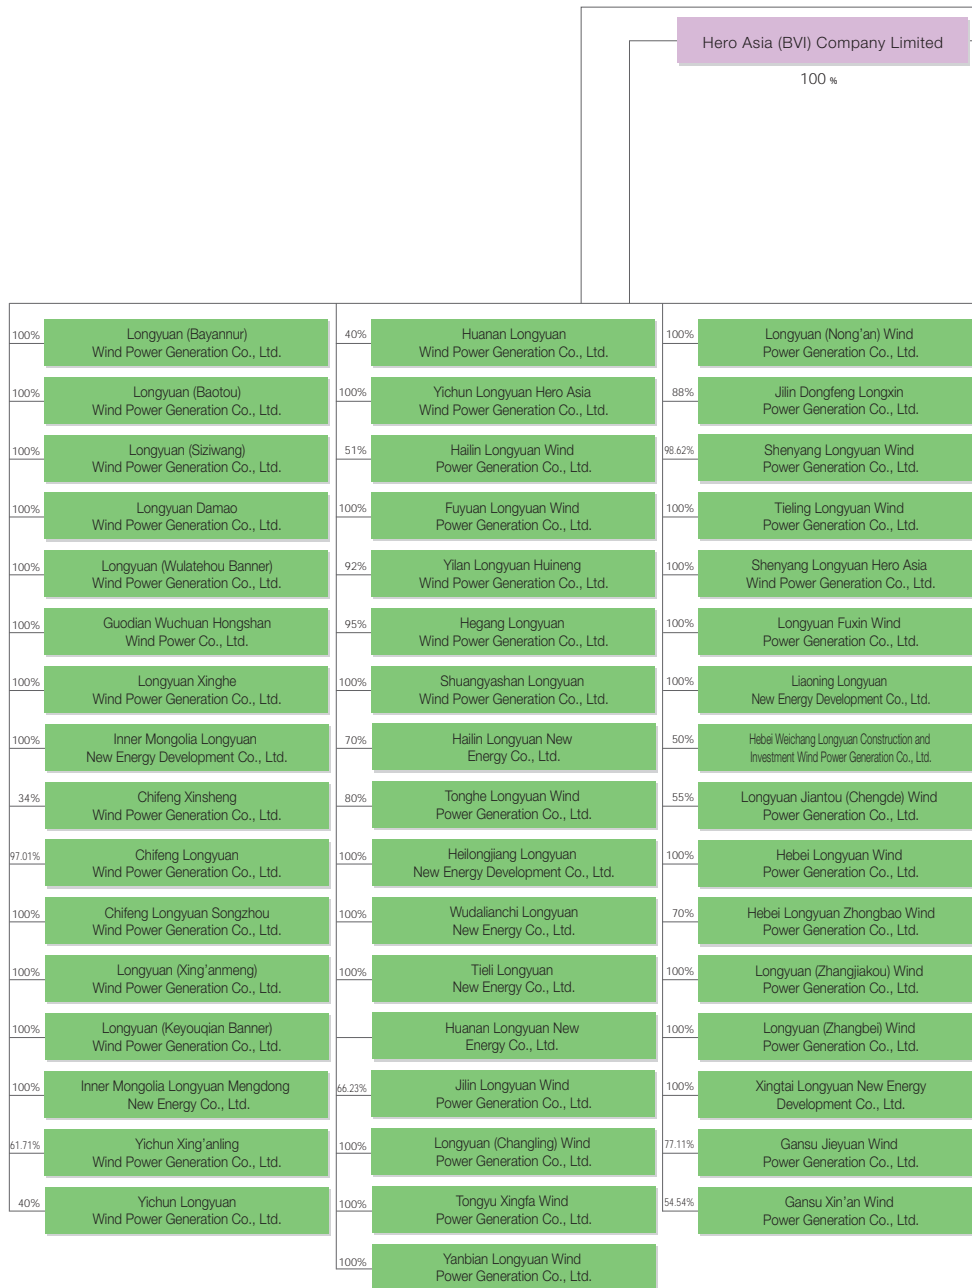 Hero Asia (BVI) Company Limited
100 %
100%
Longyuan (Bayannur)
Wind Power Generation Co., Ltd.
100%
Longyuan (Baotou)
Wind Power Generation Co., Ltd.
100%
Longyuan (Siziwang)
Wind Power Generation Co., Ltd.
100%
Longyuan Damao
Wind Power Generation Co., Ltd.
100%
Longyuan (Wulatehou Banner)
Wind Power Generation Co., Ltd.
100%
Guodian Wuchuan Hongshan
Wind Power Co., Ltd.
100%
Longyuan Xinghe
Wind Power Generation Co., Ltd.
100%
Inner Mongolia Longyuan
New Energy Development Co., Ltd.
34%
Chifeng Xinsheng
Wind Power Generation Co., Ltd.
97.01%
Chifeng Longyuan
Wind Power Generation Co., Ltd.
100%
Chifeng Longyuan Songzhou
Wind Power Generation Co., Ltd.
100%
Longyuan (Xing’anmeng)
Wind Power Generation Co., Ltd.
100%
Longyuan (Keyouqian Banner)
Wind Power Generation Co., Ltd.
100%
Inner Mongolia Longyuan Mengdong
New Energy Co., Ltd.
61.71%
Yichun Xing’anling
Wind Power Generation Co., Ltd.
40%
Yichun Longyuan
Wind Power Generation Co., Ltd.
40%
Huanan Longyuan
Wind Power Generation Co., Ltd.
100%
Yichun Longyuan Hero Asia
Wind Power Generation Co., Ltd.
51%
Hailin Longyuan Wind
Power Generation Co., Ltd.
100%
Fuyuan Longyuan Wind
Power Generation Co., Ltd.
92%
Yilan Longyuan Huineng
Wind Power Generation Co., Ltd.
95%
Hegang Longyuan
Wind Power Generation Co., Ltd.
100%
Shuangyashan Longyuan
Wind Power Generation Co., Ltd.
70%
Hailin Longyuan New
Energy Co., Ltd.
80%
Tonghe Longyuan Wind
Power Generation Co., Ltd.
100%
Heilongjiang Longyuan
New Energy Development Co., Ltd.
100%
Wudalianchi Longyuan
New Energy Co., Ltd.
100%
Tieli Longyuan
New Energy Co., Ltd.
Huanan Longyuan New
Energy Co., Ltd.
66.23%
Jilin Longyuan Wind
Power Generation Co., Ltd.
100%
Longyuan (Changling) Wind
Power Generation Co., Ltd.
100%
Tongyu Xingfa Wind
Power Generation Co., Ltd.
100%
Yanbian Longyuan Wind
Power Generation Co., Ltd.
100%
Longyuan (Nong’an) Wind
Power Generation Co., Ltd.
88%
Jilin Dongfeng Longxin
Power Generation Co., Ltd.
98.62%
Shenyang Longyuan Wind
Power Generation Co., Ltd.
100%
Tieling Longyuan Wind
Power Generation Co., Ltd.
100%
Shenyang Longyuan Hero Asia
Wind Power Generation Co., Ltd.
100%
Longyuan Fuxin Wind
Power Generation Co., Ltd.
100%
Liaoning Longyuan
New Energy Development Co., Ltd.
50%
Hebei Weichang Longyuan Construction and
Investment Wind Power Generation Co., Ltd.
55%
Longyuan Jiantou (Chengde) Wind
Power Generation Co., Ltd.
100%
Hebei Longyuan Wind
Power Generation Co., Ltd.
70%
Hebei Longyuan Zhongbao Wind
Power Generation Co., Ltd.
100%
Longyuan (Zhangjiakou) Wind
Power Generation Co., Ltd.
100%
Longyuan (Zhangbei) Wind
Power Generation Co., Ltd.
100%
Xingtai Longyuan New Energy
Development Co., Ltd.
77.11%
Gansu Jieyuan Wind
Power Generation Co., Ltd.
54.54%
Gansu Xin’an Wind
Power Generation Co., Ltd.